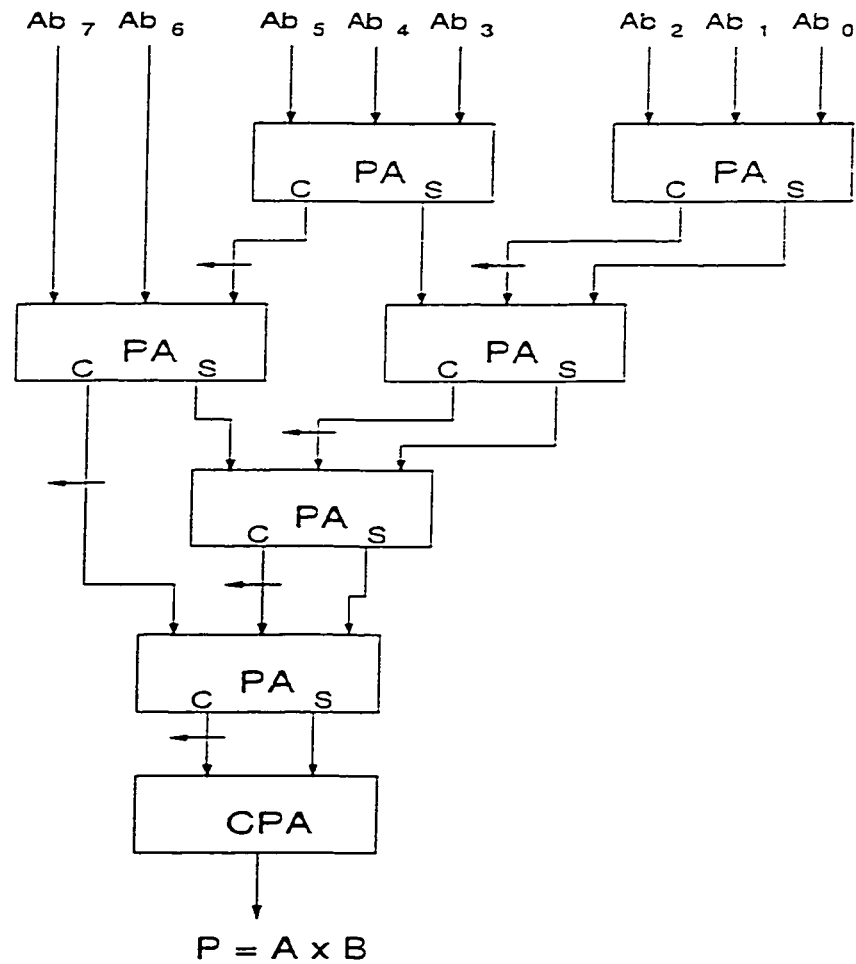 Ab 7 Ab 6 Ab 5 Ab 4 Ab 3 Ab 2 Ab 1 Ab 0
PA PA
C S C S
PA PA
C S C S
PA
C S
PA
C S
CPA
P = A x B